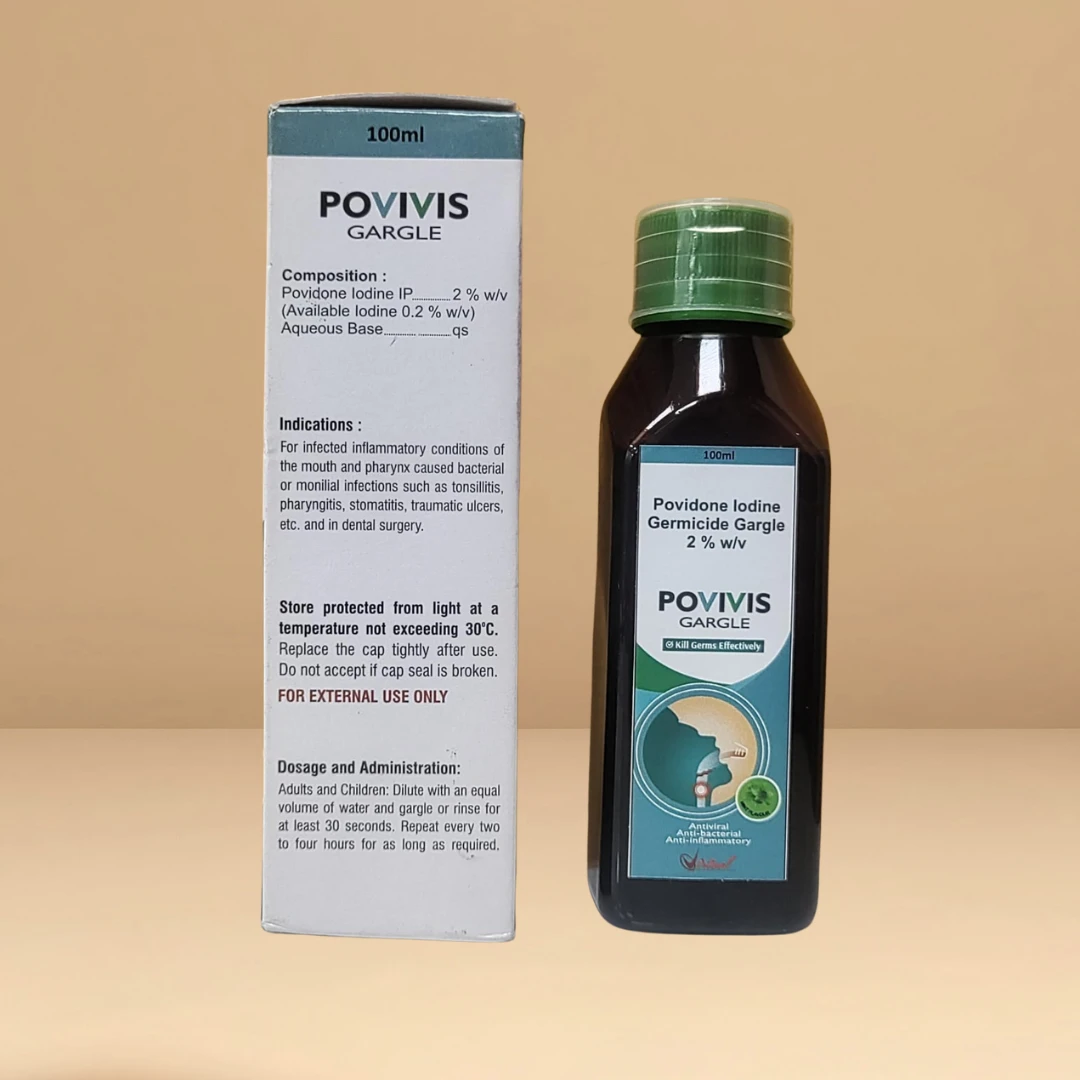 100ml
POVIVIS
GARGLE
Composition :
Povidone Iodine IP................2 % w/v
(Available Iodine 0.2 % w/v)
Aqueous Base............ ............qs
Indications :
For infected inflammatory conditions of
the mouth and pharynx caused bacterial
or monilial infections such as tonsillitis,
pharyngitis, stomatitis, traumatic ulcers,
etc. and in dental surgery.
Store protected from light at a
temperature not exceeding 30°C.
Replace the cap tightly after use.
Do not accept if cap seal is broken.
FOR EXTERNAL USE ONLY
Dosage and Administration:
Adults and Children: Dilute with an equal
volume of water and gargle or rinse for
at least 30 seconds. Repeat every two
to four hours for as long as required.
100ml
Povidone Iodine
Germicide Gargle
2 % w/v
POVIVIS
GARGLE
Kill Germs Effectively
Antiviral
Anti-bacterial
Anti-inflammatory